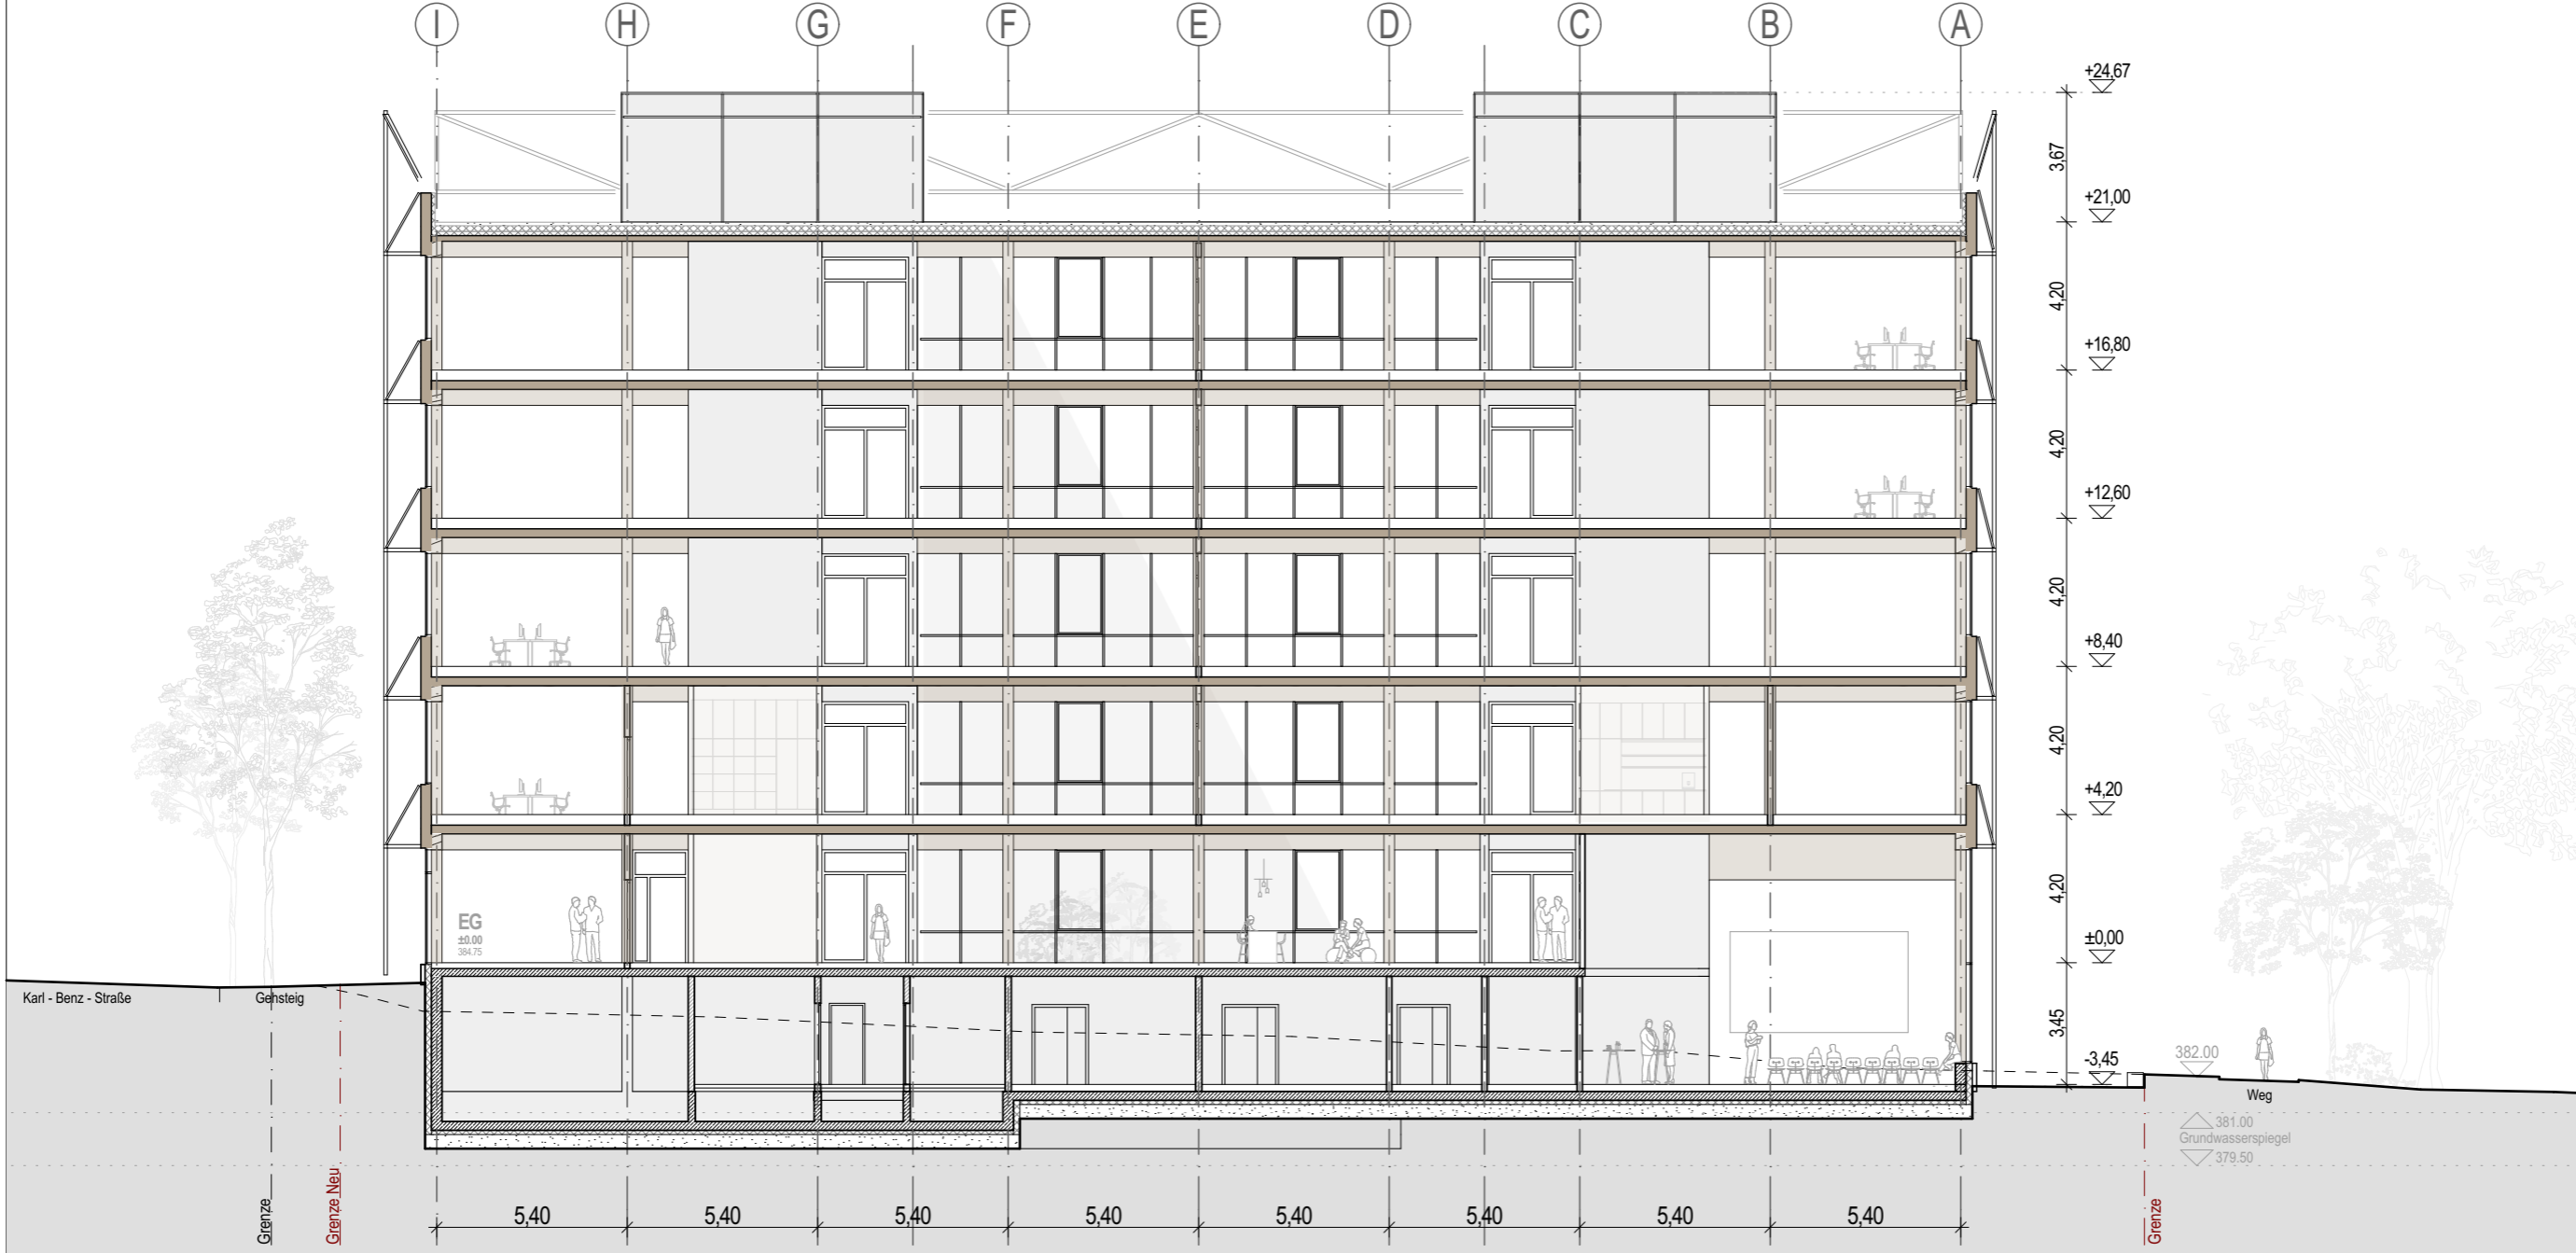 I H G F E D C B A
+24,67
3,67
+21,00
4,20
+16,80
4,20
+12,60
4,20
+8,40
4,20
+4,20
4,20
±0,00
3,45
-3,45
EG
±0.00
384.75
Karl - Benz - Straße
Gehsteig
382.00
Weg
381.00
Grundwasserspiegel
379.50
Grenze
Grenze Neu
Grenze
5,40 5,40 5,40 5,40 5,40 5,40 5,40 5,40